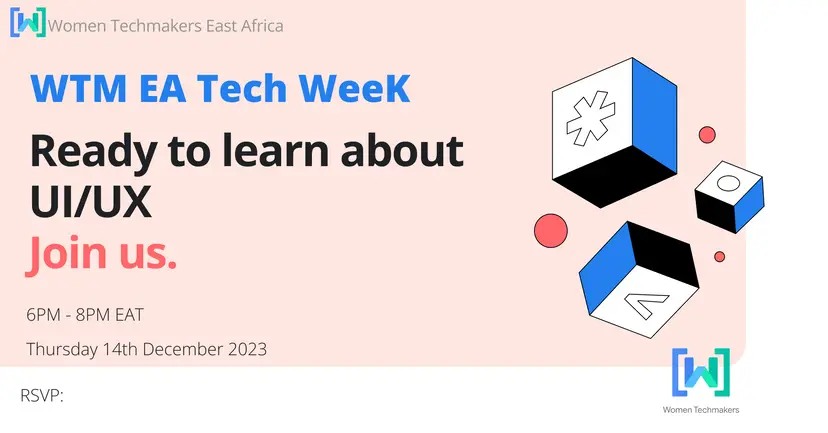 Women Techmakers East Africa
WTM EA Tech WeeK
Ready to learn about
UI/UX
Join us.
6PM - 8PM EAT
Thursday 14th December 2023
RSVP:
Women Techmakers